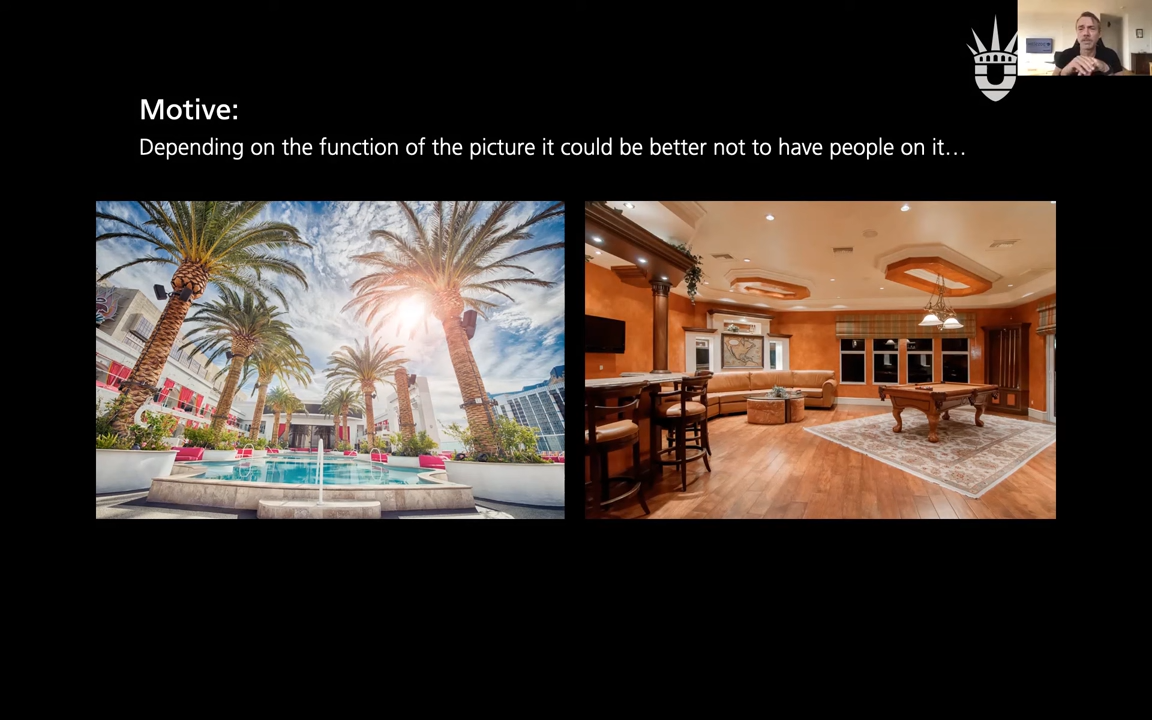 Motive:
Depending on the function of the picture it could be better not to have people on it…